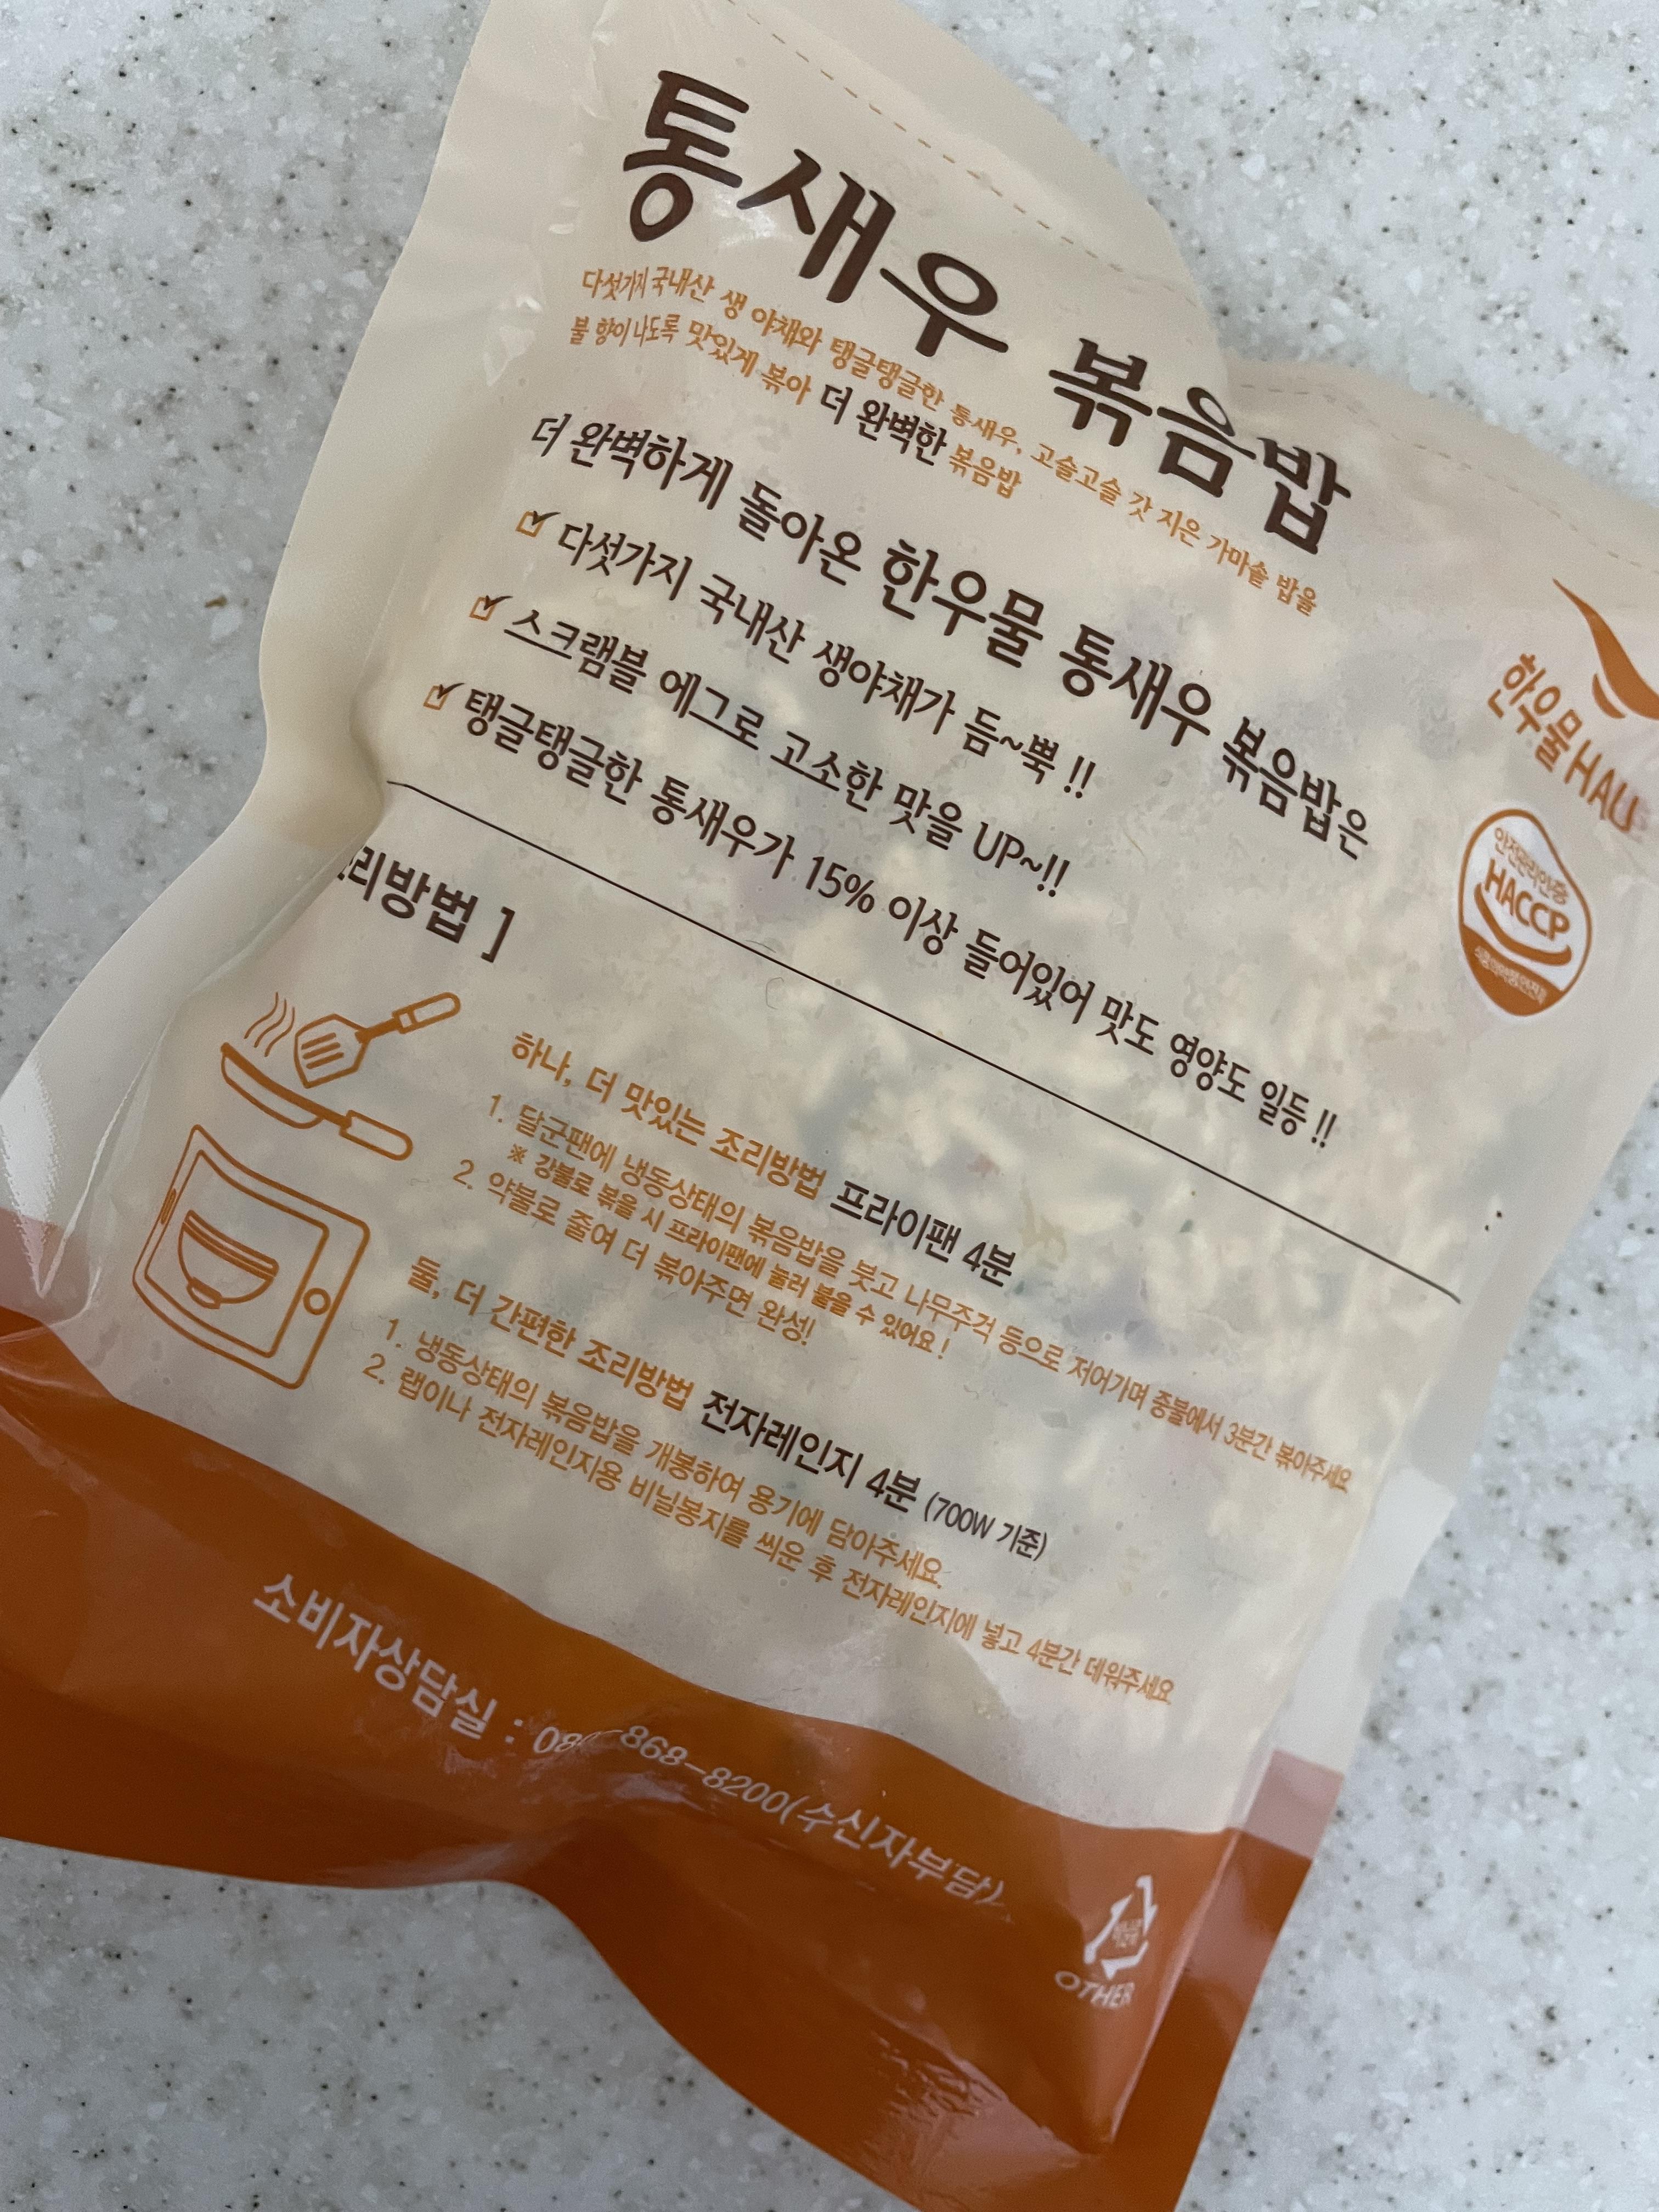 통새우 볶음밥
다섯가지 국내산 생 야채와 탱글탱글한 통새우, 고슬고슬 갓 지은 가마솥 밥을
불 향이 나도록 맛있게 볶아 더 완벽한 볶음밥
더 완벽하게 돌아온 한우물 통새우 볶음밥은
다섯가지 국내산 생야채가 듬~뿍 !!
스크램블 에그로 고소한 맛을 UP~!!
탱글탱글한 통새우가 15% 이상 들어있어 맛도 영양도 일등 !!
한우물 HAU
안전관리인증
HACCP
리방법 ]
하나, 더 맛있는 조리방법 프라이팬 4분
1. 달군팬에 냉동상태의 볶음밥을 붓고 나무주걱 등으로 저어가며 중불에서 3분간 볶아주세요
※ 강불로 볶을 시 프라이팬에 눌러 붙을 수 있어요 !
2. 약불로 줄여 더 볶아주면 완성!
둘, 더 간편한 조리방법 전자레인지 4분 (700W 기준)
1. 냉동상태의 볶음밥을 개봉하여 용기에 담아주세요.
2. 랩이나 전자레인지용 비닐봉지를 씌운 후 전자레인지에 넣고 4분간 데워주세요
소비자상담실 : 08 868-8200(수신자부담)
OTHER